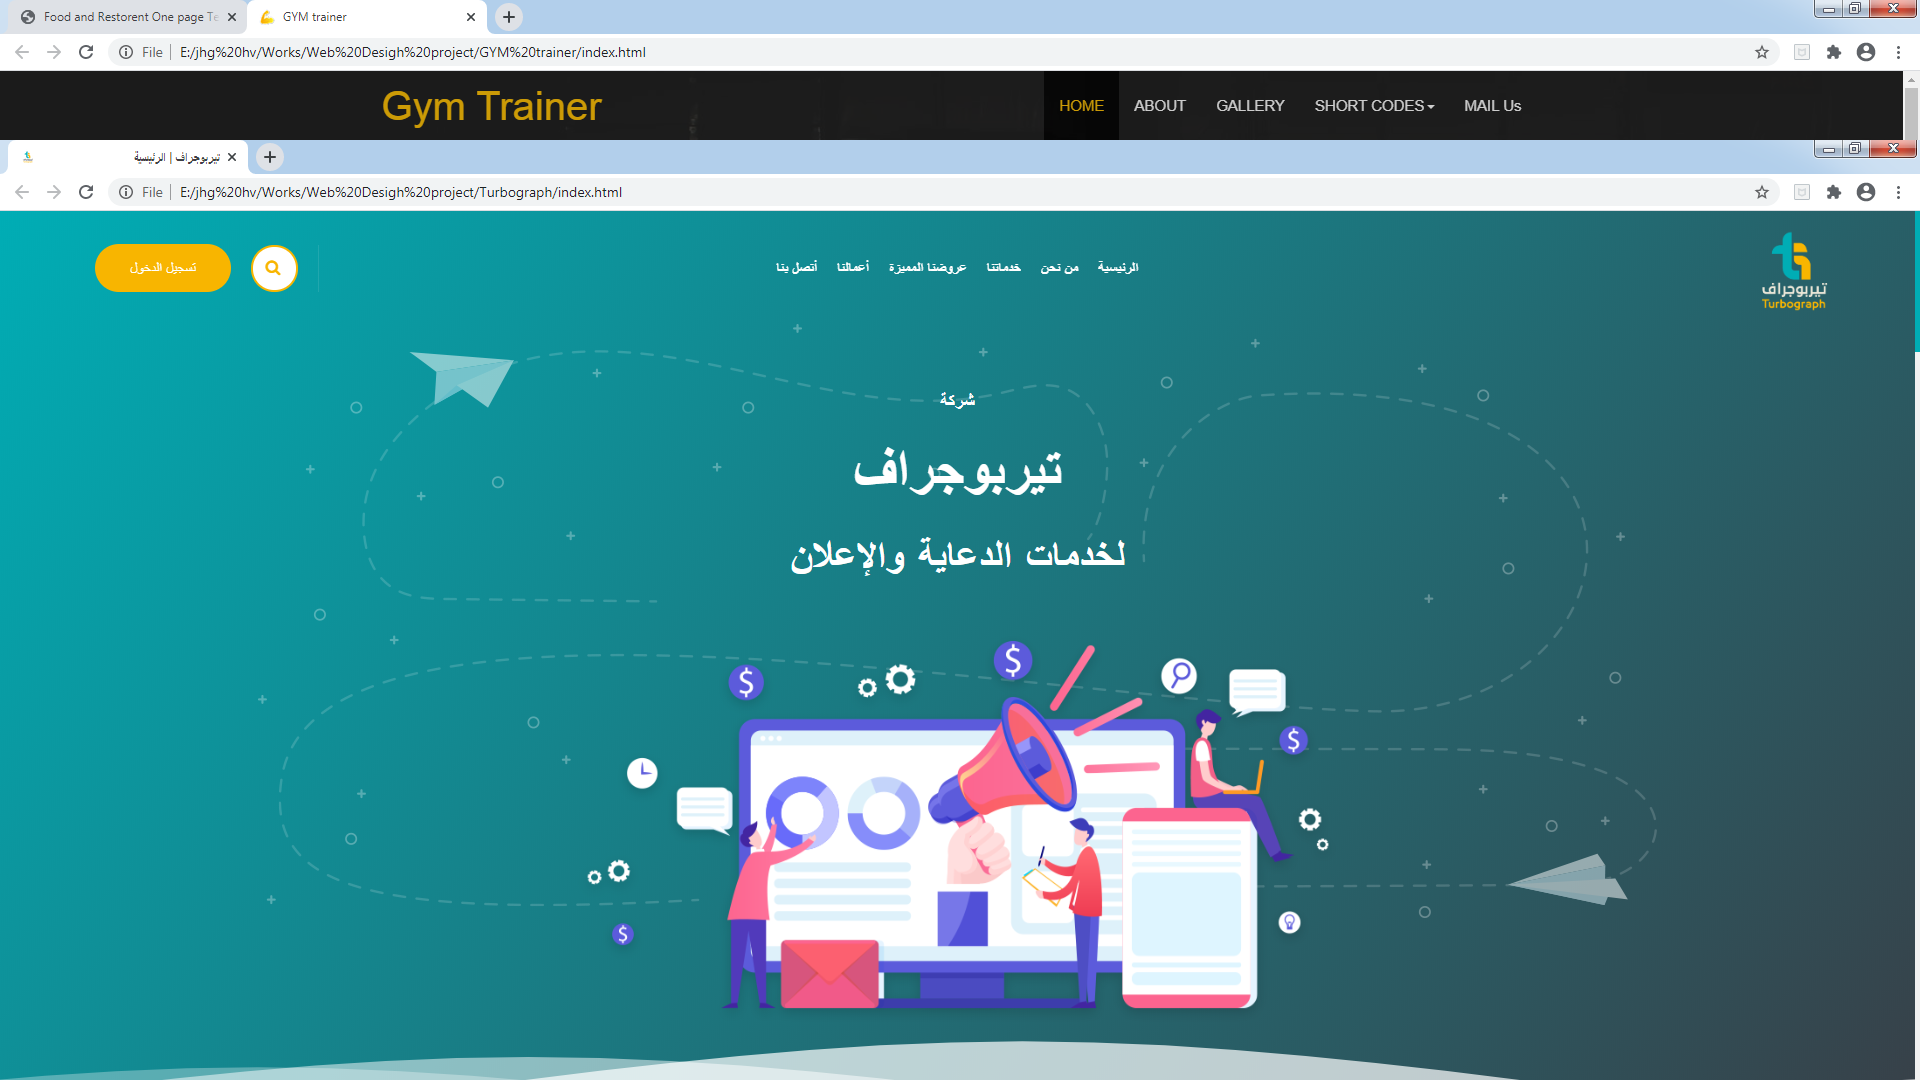 Food and Restorent One page Te
GYM trainer
File
E:/jhg%20hv/Works/Web%20Desigh%20project/GYM%20trainer/index.html
Gym Trainer
HOME
ABOUT
GALLERY
SHORT CODES
MAIL Us
تيربوجراف | الرئيسية
File
E:/jhg%20hv/Works/Web%20Desigh%20project/Turbograph/index.html
تسجيل الدخول
الرئيسية
من نحن
خدماتنا
عروضنا المميزة
أعمالنا
أتصل بنا
تيربوجراف
Turbograph
شركة
تيربوجراف
لخدمات الدعاية والإعلان